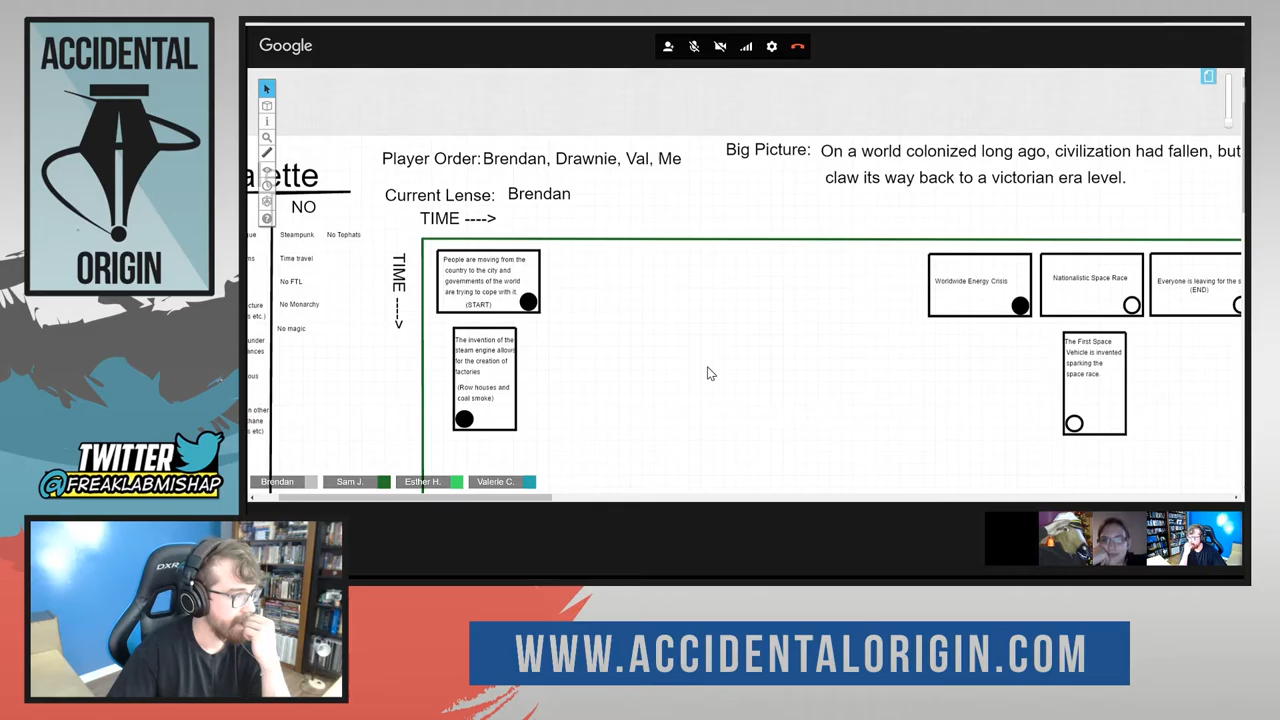 ACCIDENTAL
ORIGIN
Google
Player Order: Brendan, Drawnie, Val, Me
Current Lense: Brendan
TIME ---->
Big Picture: On a world colonized long ago, civilization had fallen, but
claw its way back to a victorian era level.
ette
NO
Steampunk No Tophats
Time travel
No FTL
No Monarchy
No magic
TIME ---->
People are moving from the
country to the city and
governments of the world
are trying to cope with it.
(START)
The invention of the
steam engine allows
for the creation of
factories
(Row houses and
coal smoke)
Worldwide Energy Crisis
Nationalistic Space Race
Everyone is leaving for the s
(END)
The First Space
Vehicle is invented
sparking the
space race.
Brendan
Sam J.
Esther H.
Valerie C.
TWITTER
@FREAKLABMISHAP
DXR
WWW.ACCIDENTALORIGIN.COM